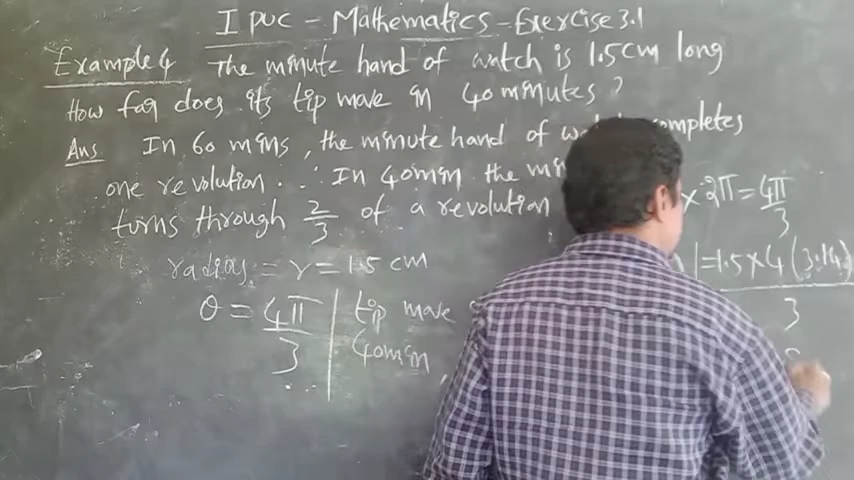 I PUC - Mathematics - Exercise 3.1
Example 4 The minute hand of watch is 1.5cm long
How far does its tip move in 40 minutes?
Ans In 60 mins, the minute hand of completes
one revolution. ∴ In 40min the
turns through 2/3 of a revolution × 2π = 4π/3
radius = r = 1.5 cm
l = 1.5 × 4 (3.14) / 3
θ = 4π/3
tip move
40min,